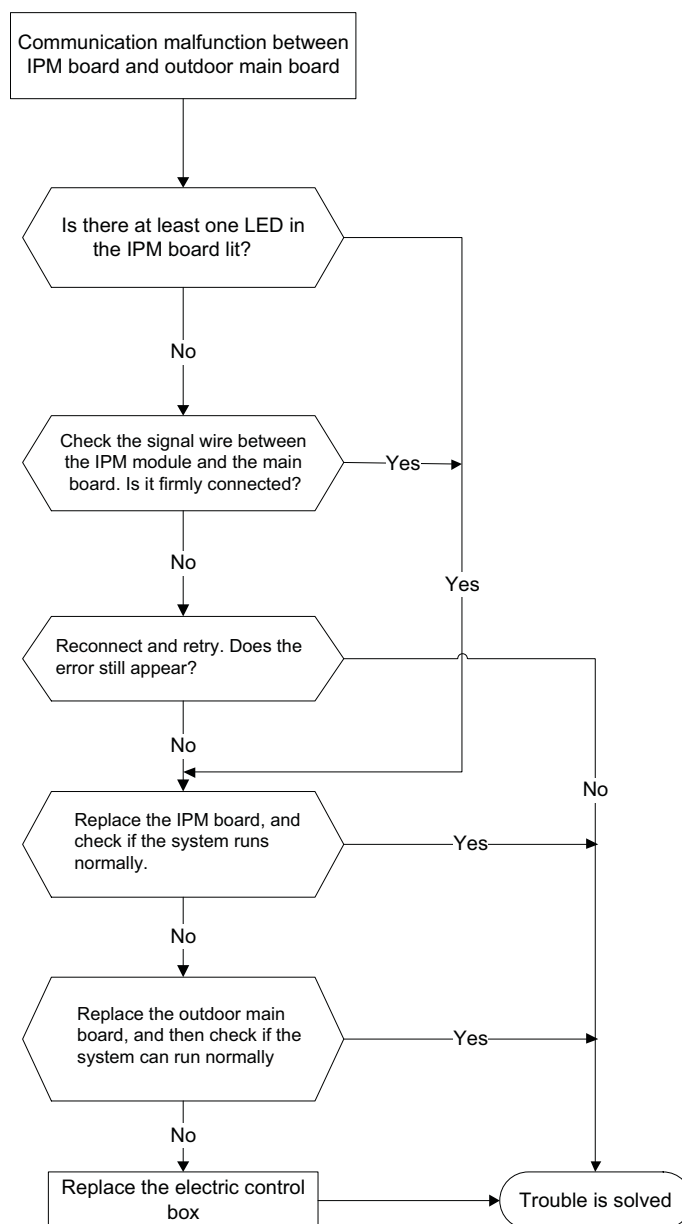 Communication malfunction between
IPM board and outdoor main board
Is there at least one LED in
the IPM board lit?
No
Check the signal wire between
the IPM module and the main
board. Is it firmly connected?
Yes
No
Yes
Reconnect and retry. Does the
error still appear?
No
No
Replace the IPM board, and
check if the system runs
normally.
Yes
No
Replace the outdoor main
board, and then check if the
system can run normally
Yes
No
Replace the electric control
box
Trouble is solved